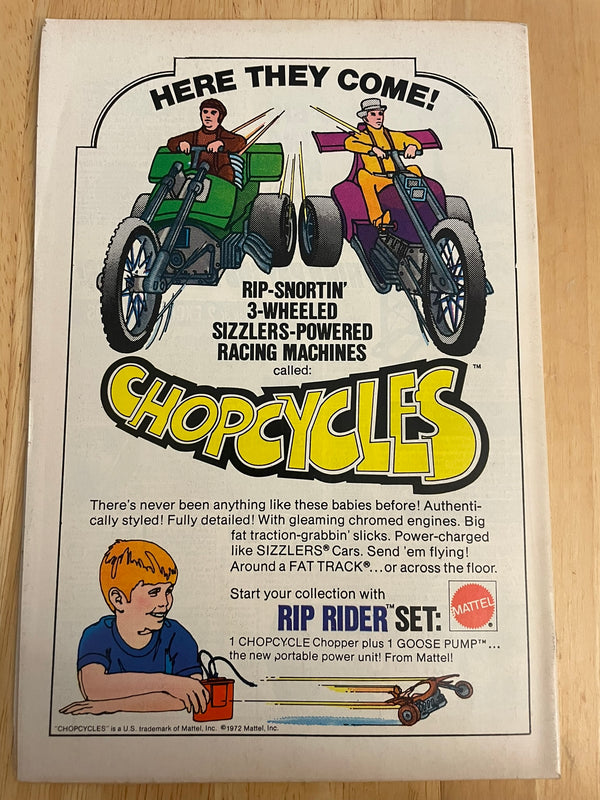 HERE THEY COME!
RIP-SNORTIN'
3-WHEELED
SIZZLERS-POWERED
RACING MACHINES
called:
CHOPCYCLES™
There's never been anything like these babies before! Authenti-
cally styled! Fully detailed! With gleaming chromed engines. Big
fat traction-grabbin' slicks. Power-charged
like SIZZLERS® Cars. Send 'em flying!
Around a FAT TRACK®...or across the floor.
Start your collection with
RIP RIDER™ SET:
MATTEL®
1 CHOPCYCLE Chopper plus 1 GOOSE PUMP™...
the new portable power unit! From Mattel!
"CHOPCYCLES" is a U.S. trademark of Mattel, Inc. ©1972 Mattel, Inc.